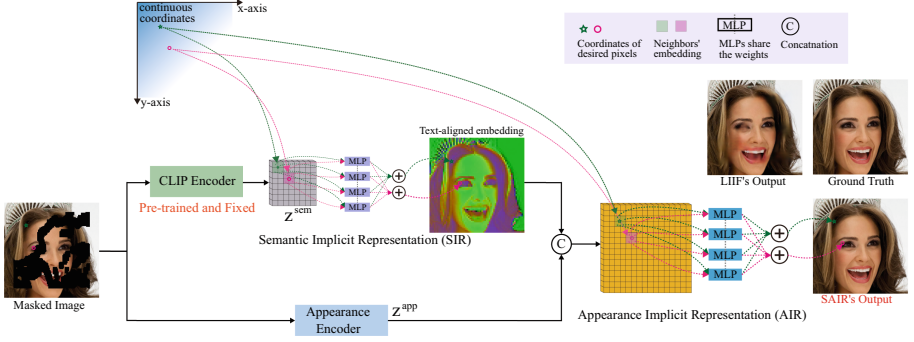 continuous
coordinates
x-axis
y-axis
MLP
C
Coordinates of
desired pixels
Neighbors'
embedding
MLPs share
the weights
Concatnation
Text-aligned embedding
CLIP Encoder
Pre-trained and Fixed
z^sem
MLP
MLP
MLP
MLP
Semantic Implicit Representation (SIR)
LIIF's Output
Ground Truth
Masked Image
C
MLP
MLP
MLP
MLP
Appearance
Encoder
z^app
SAIR's Output
Appearance Implicit Representation (AIR)